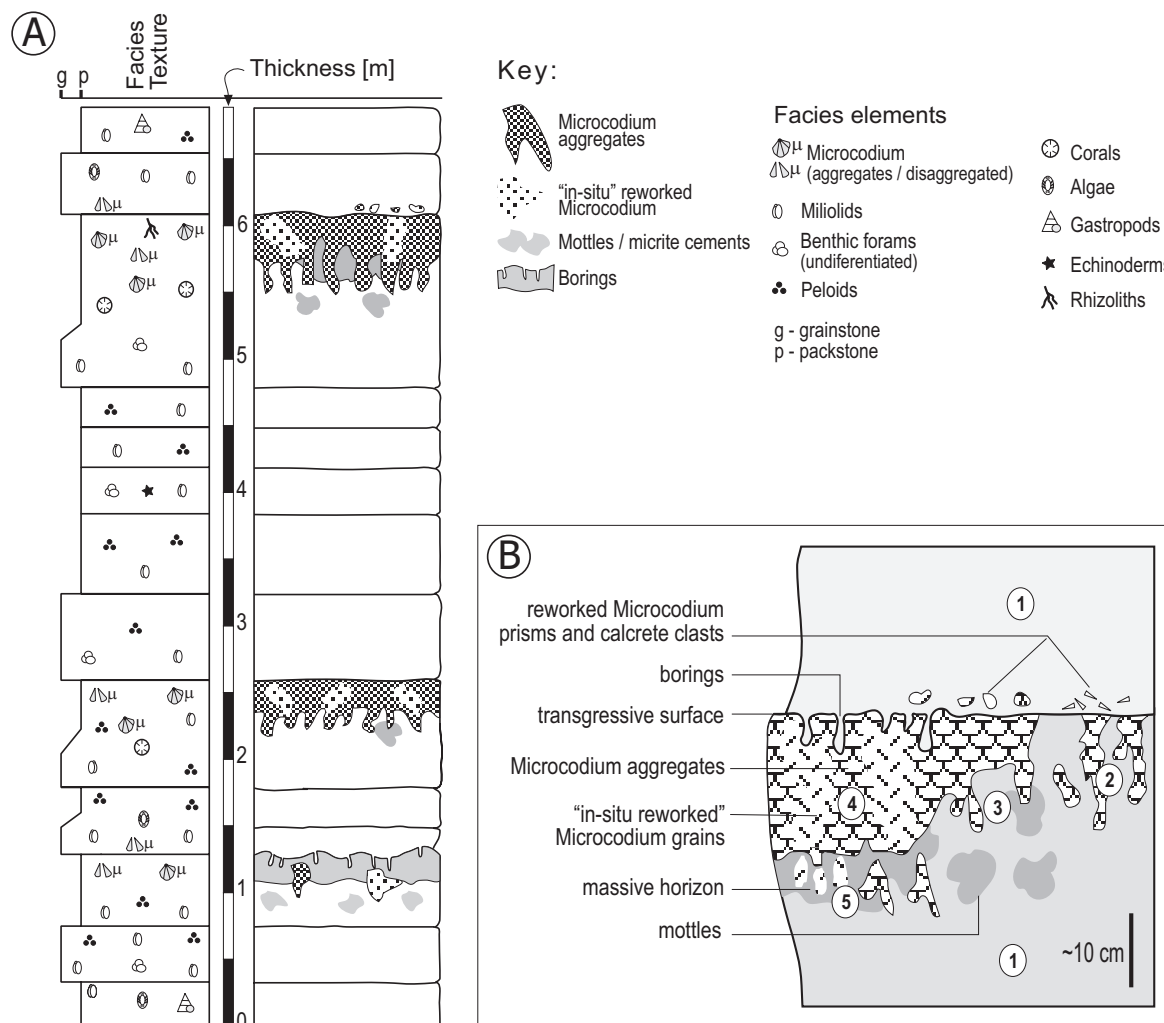 A
Facies
Texture
g p
Thickness [m]
6
5
4
3
2
1
0
Key:
Microcodium
aggregates
“in-situ” reworked
Microcodium
Mottles / micrite cements
Borings
Facies elements
μ Microcodium
μ (aggregates / disaggregated)
Miliolids
Benthic forams
(undiferentiated)
Peloids
g - grainstone
p - packstone
Corals
Algae
Gastropods
Echinoderms
Rhizoliths
μ
μ μ
μ
μ
μ μ
μ
μ
μ μ
B
reworked Microcodium
prisms and calcrete clasts
borings
transgressive surface
Microcodium aggregates
“in-situ reworked”
Microcodium grains
massive horizon
mottles
1
2
3
4
5
1
~10 cm